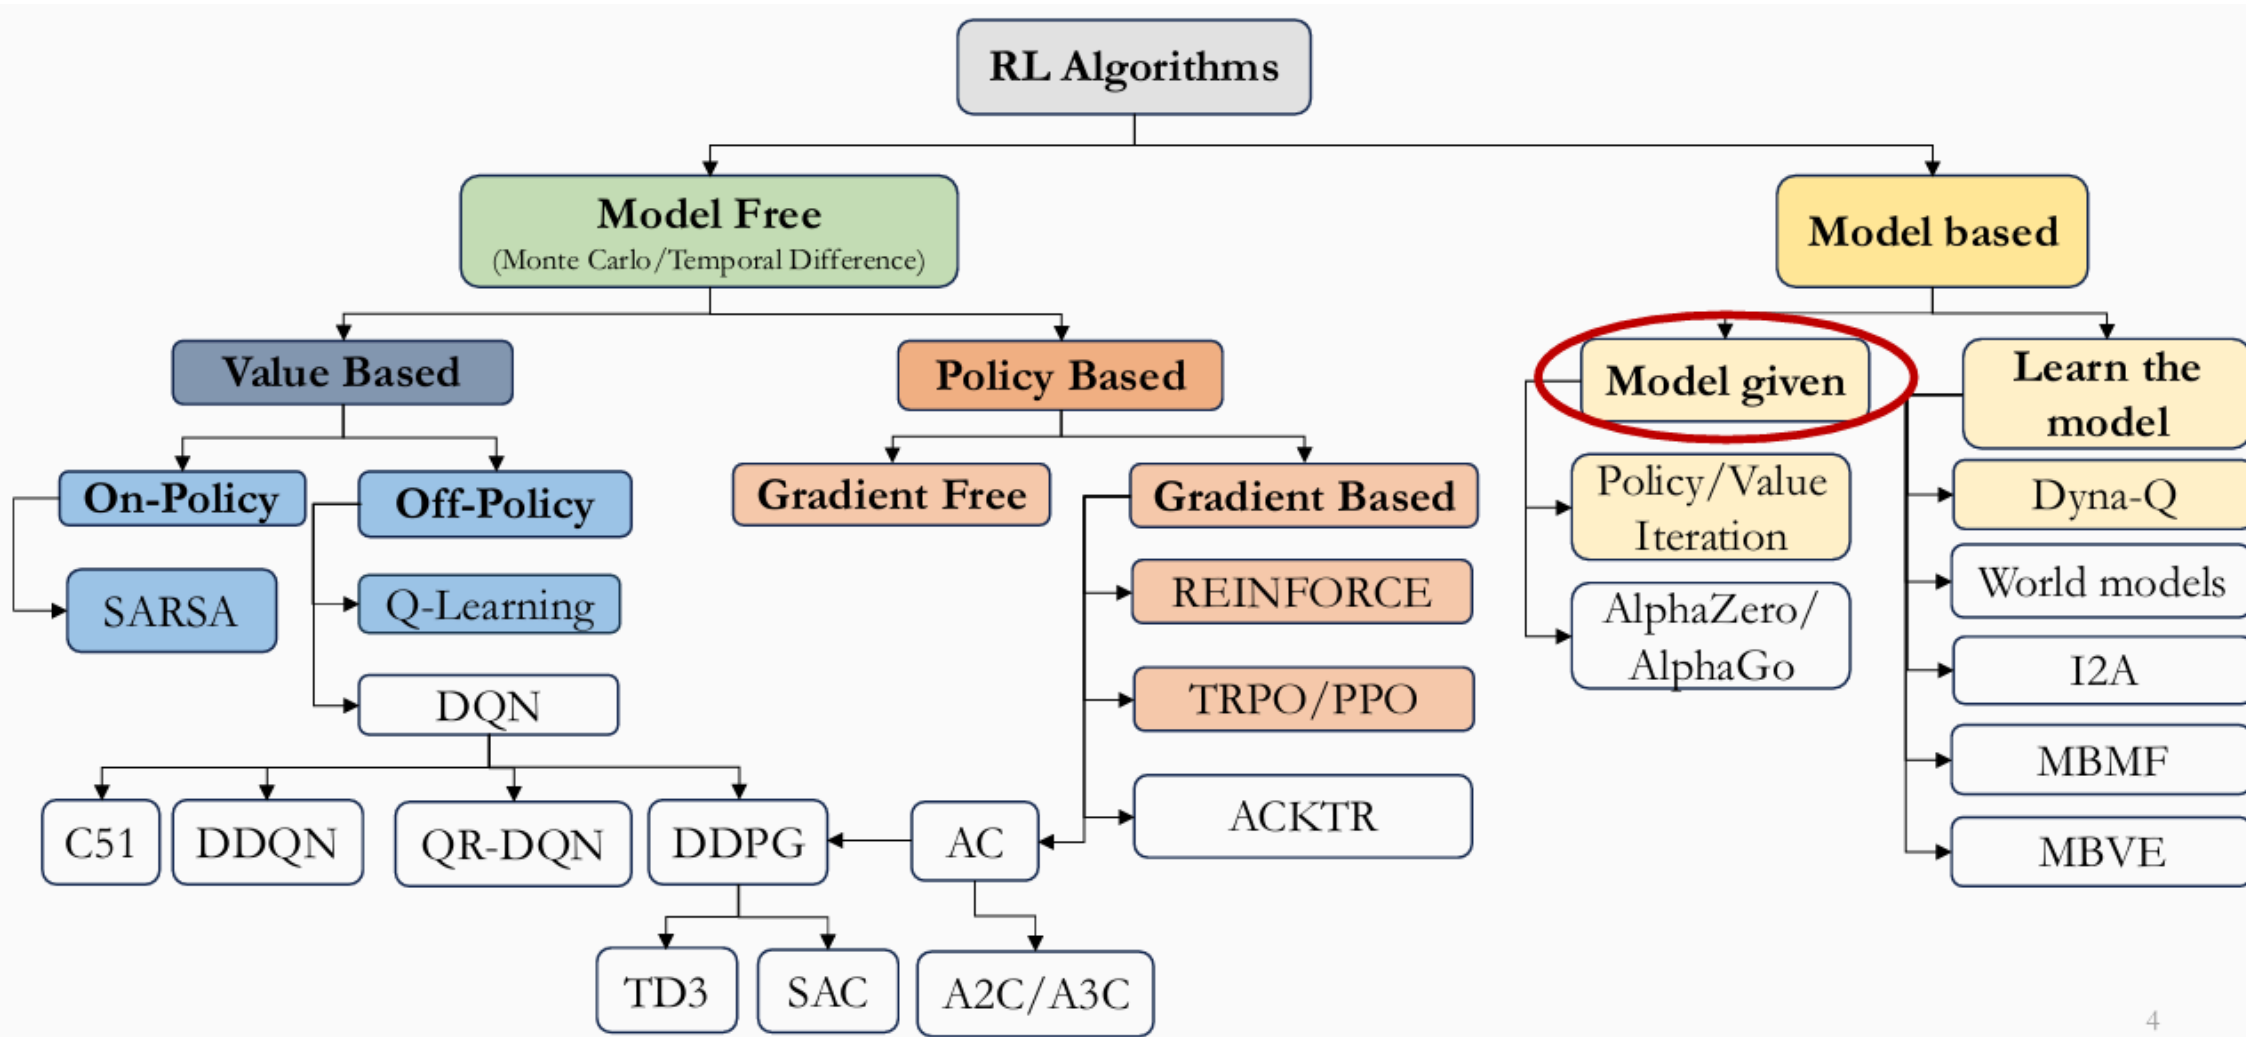 RL Algorithms
Model Free
(Monte Carlo/Temporal Difference)
Model based
Value Based
Policy Based
Model given
Learn the
model
On-Policy
Off-Policy
Gradient Free
Gradient Based
Policy/Value
Iteration
Dyna-Q
SARSA
Q-Learning
REINFORCE
AlphaZero/
AlphaGo
World models
DQN
TRPO/PPO
I2A
MBMF
C51
DDQN
QR-DQN
DDPG
AC
ACKTR
MBVE
TD3
SAC
A2C/A3C
4